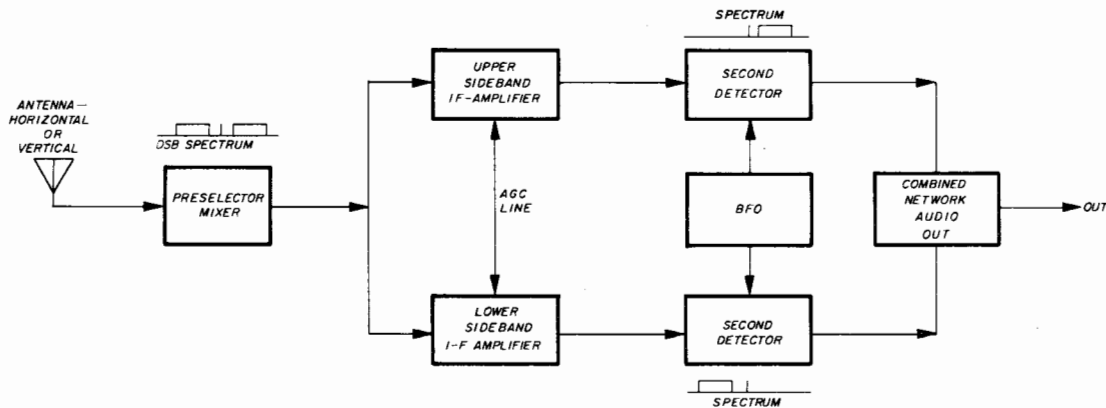 SPECTRUM
UPPER
SIDEBAND
IF-AMPLIFIER
SECOND
DETECTOR
ANTENNA—
HORIZONTAL
OR
VERTICAL
DSB SPECTRUM
PRESELECTOR
MIXER
AGC
LINE
BFO
COMBINED
NETWORK
AUDIO
OUT
OUT
LOWER
SIDEBAND
I-F AMPLIFIER
SECOND
DETECTOR
SPECTRUM